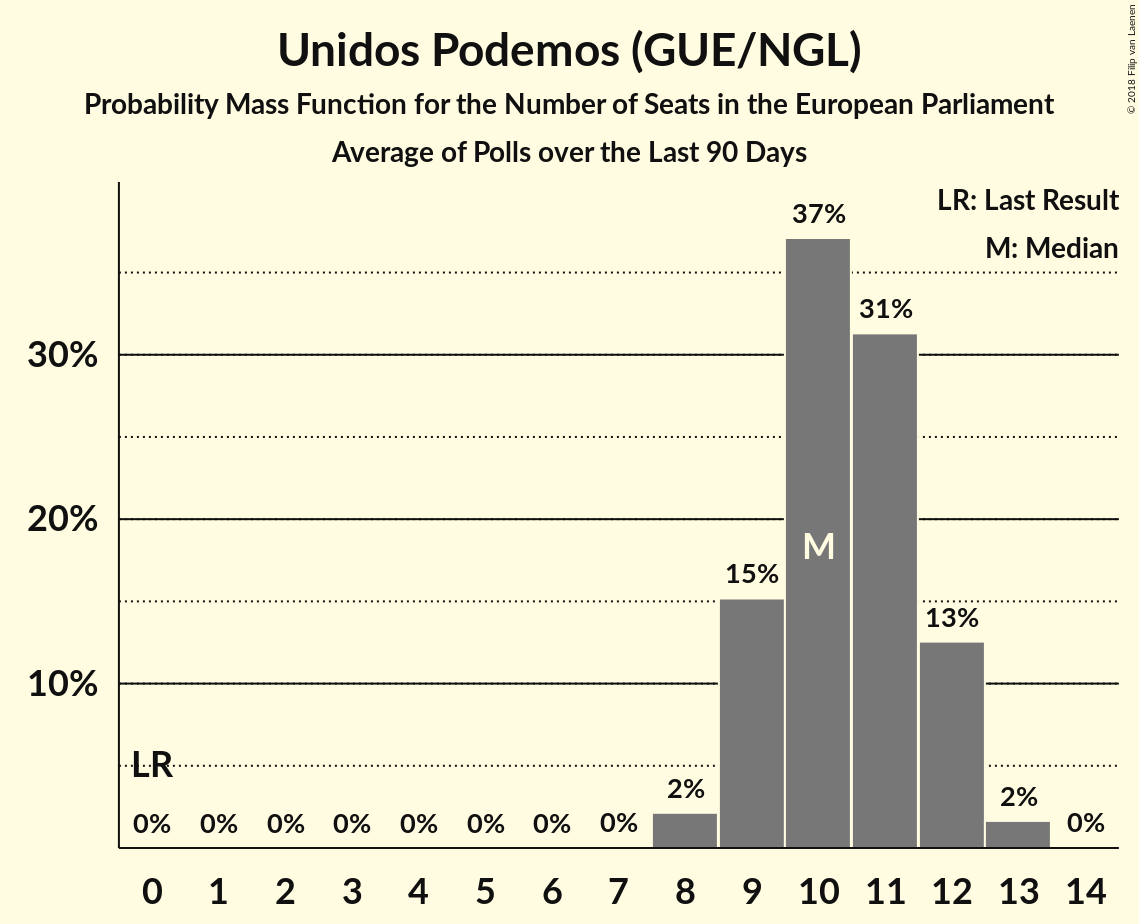 Unidos Podemos (GUE/NGL)
Probability Mass Function for the Number of Seats in the European Parliament
Average of Polls over the Last 90 Days
© 2018 Filip van Laenen
LR: Last Result
M: Median
37%
31%
30%
20%
M
15%
13%
10%
LR
2%
2%
0% 0% 0% 0% 0% 0% 0% 0% 0%
0 1 2 3 4 5 6 7 8 9 10 11 12 13 14